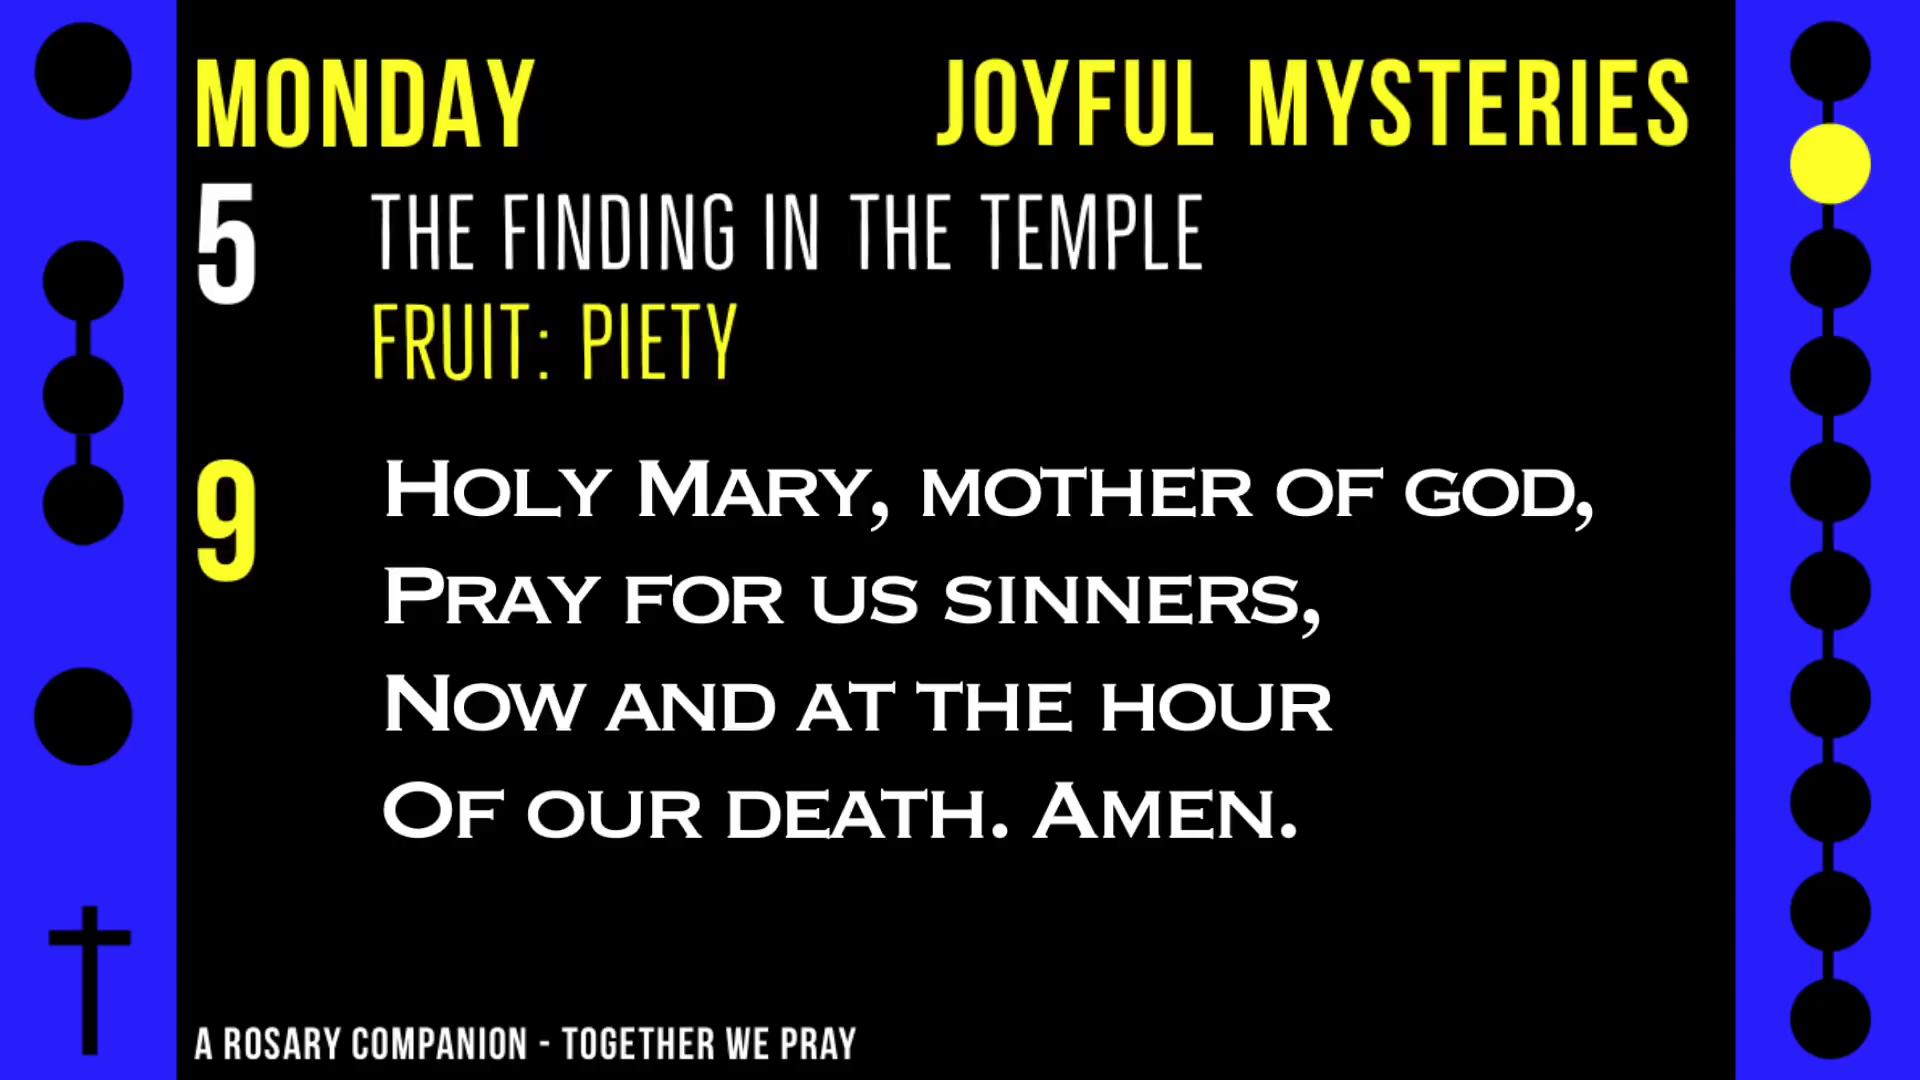 MONDAY JOYFUL MYSTERIES
5 THE FINDING IN THE TEMPLE
FRUIT: PIETY
9 HOLY MARY, MOTHER OF GOD,
PRAY FOR US SINNERS,
NOW AND AT THE HOUR
OF OUR DEATH. AMEN.
A ROSARY COMPANION - TOGETHER WE PRAY